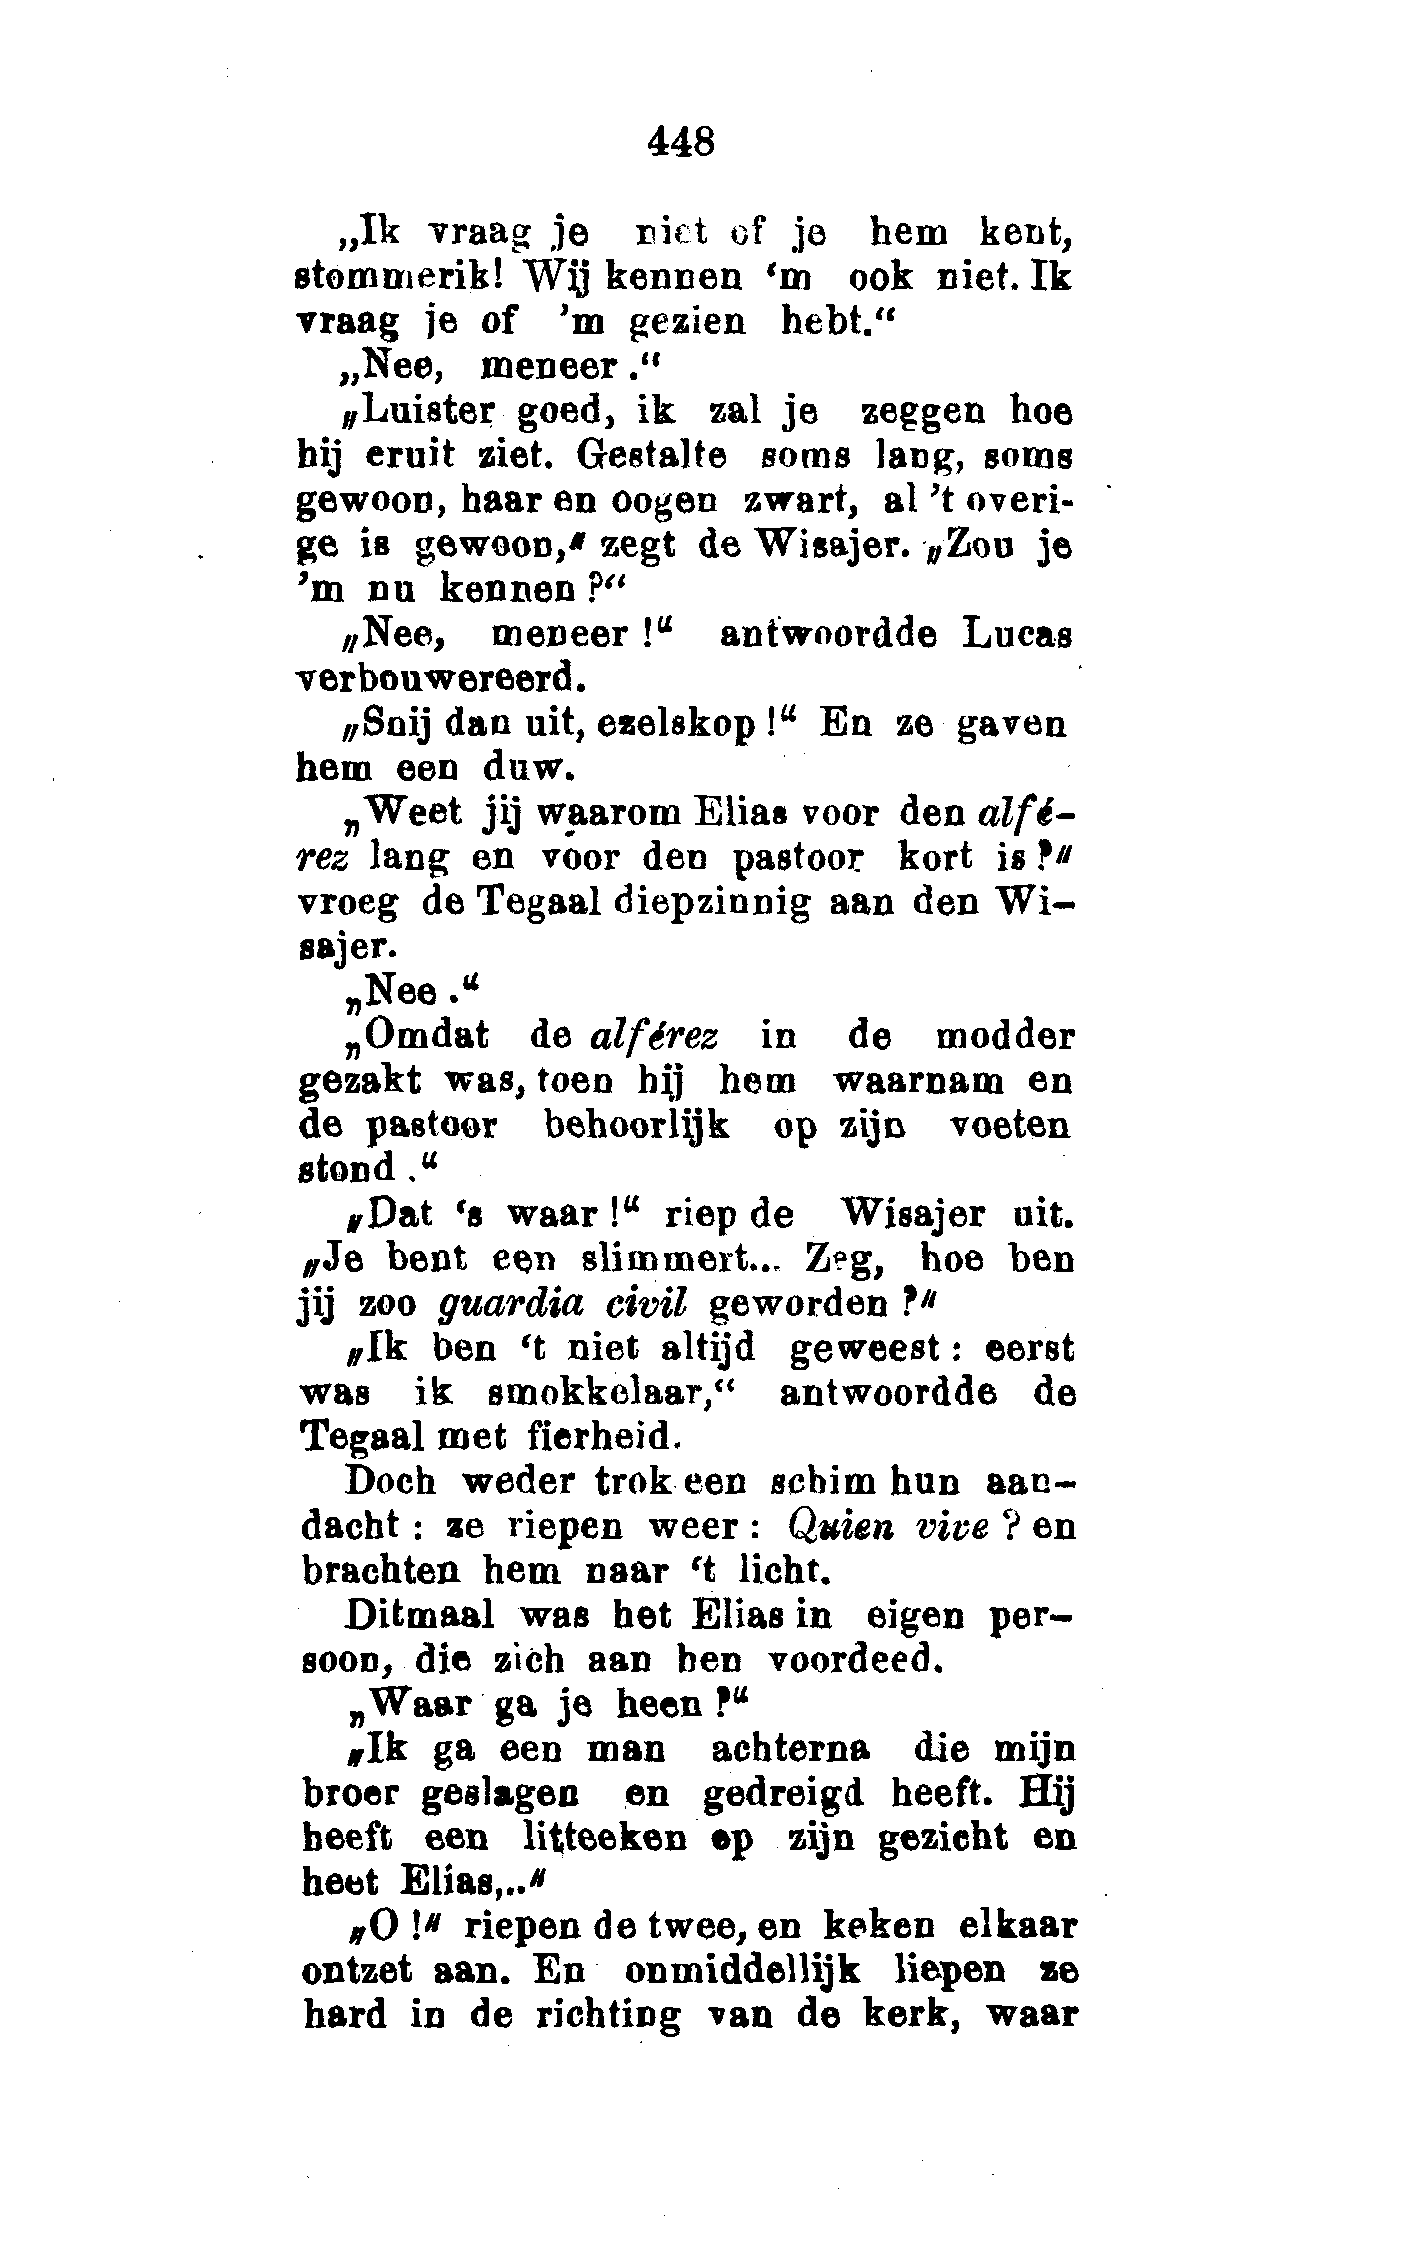 448
„Ik vraag je niet of je hem kent,
stommerik! Wij kennen ‘m ook niet. Ik
vraag je of ’m gezien hebt.“
„Nee, meneer .“
„Luister goed, ik zal je zeggen hoe
hij eruit ziet. Gestalte soms lang, soms
gewoon, haar en oogen zwart, al ’t overi-
ge is gewoon,“ zegt de Wisajer. „Zou je
’m nu kennen ?“
„Nee, meneer !“ antwoordde Lucas
verbouwereerd.
„Snij dan uit, ezelskop !“ En ze gaven
hem een duw.
„Weet jij waarom Elias voor den alfé-
rez lang en voor den pastoor kort is ?“
vroeg de Tegaal diepzinnig aan den Wi-
sajer.
„Nee .“
„Omdat de alférez in de modder
gezakt was, toen hij hem waarnam en
de pastoor behoorlijk op zijn voeten
stond .“
„Dat ‘s waar !“ riep de Wisajer uit.
„Je bent een slimmert... Zeg, hoe ben
jij zoo guardia civil geworden ?“
„Ik ben ‘t niet altijd geweest : eerst
was ik smokkelaar,“ antwoordde de
Tegaal met fierheid.
Doch weder trok een schim hun aan-
dacht : ze riepen weer : Quien vive ? en
brachten hem naar ‘t licht.
Ditmaal was het Elias in eigen per-
soon, die zich aan hen voordeed.
„Waar ga je heen ?“
„Ik ga een man achterna die mijn
broer geslagen en gedreigd heeft. Hij
heeft een litteeken op zijn gezicht en
heet Elias,..“
„O !“ riepen de twee, en keken elkaar
ontzet aan. En onmiddellijk liepen ze
hard in de richting van de kerk, waar